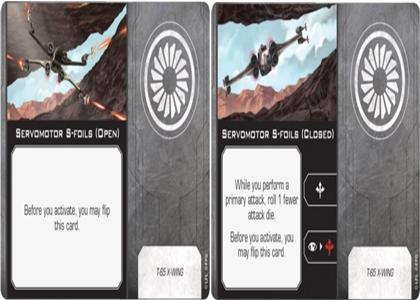 SERVOMOTOR S-FOILS (OPEN)
Before you activate, you may flip
this card.
T-65 X-WING
SERVOMOTOR S-FOILS (CLOSED)
While you perform a
primary attack, roll 1 fewer
attack die.
Before you activate, you
may flip this card.
T-65 X-WING